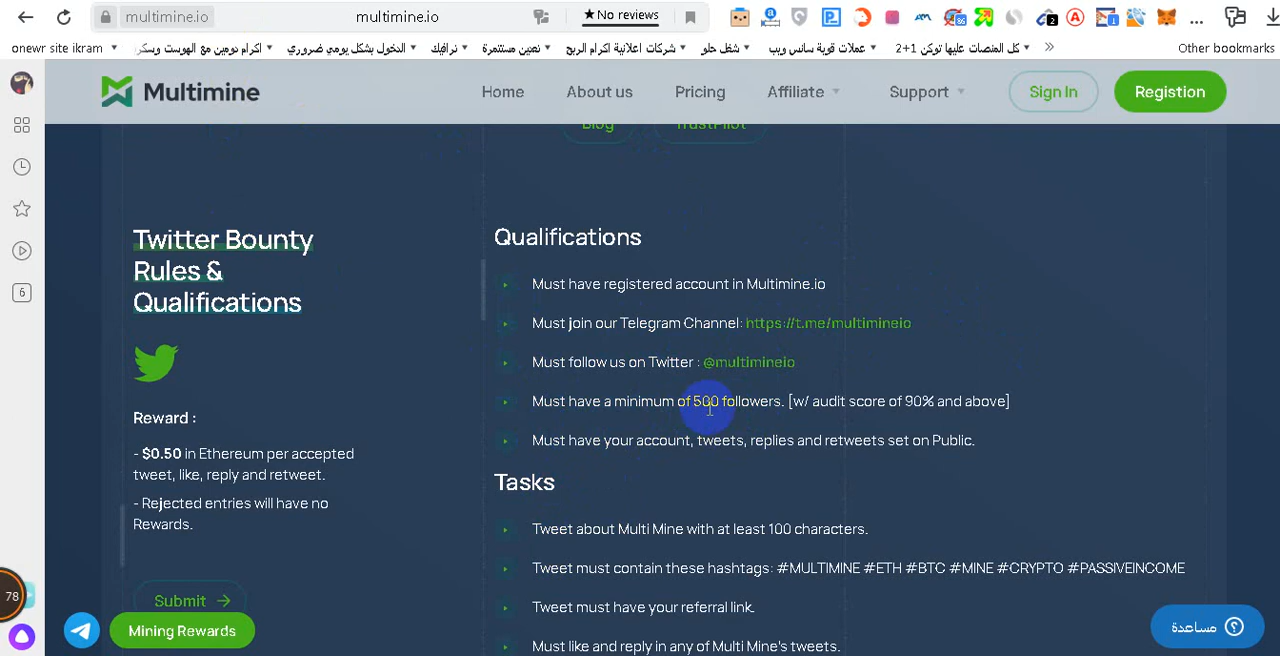 multimine.io
multimine.io
★No reviews
onewr site ikram
اكرام نومين مع الهوست وسكر
الدخول بشكل يومي ضروري
ترافيك
تعدين مستثمرة
شركات اعلانية اكرام الربح
شغل حلو
عملات قوية سانس ويب
كل المنصات عليها توكن 1+2
Other bookmarks
Multimine
Home
About us
Pricing
Affiliate
Support
Sign In
Registion
Blog
TrustPilot
Twitter Bounty
Rules &
Qualifications
Reward :
- $0.50 in Ethereum per accepted
tweet, like, reply and retweet.
- Rejected entries will have no
Rewards.
Submit →
Qualifications
Must have registered account in Multimine.io
Must join our Telegram Channel: https://t.me/multimineio
Must follow us on Twitter : @multimineio
Must have a minimum of 500 followers. [w/ audit score of 90% and above]
Must have your account, tweets, replies and retweets set on Public.
Tasks
Tweet about Multi Mine with at least 100 characters.
Tweet must contain these hashtags: #MULTIMINE #ETH #BTC #MINE #CRYPTO #PASSIVEINCOME
Tweet must have your referral link.
Must like and reply in any of Multi Mine's tweets.
6
78
Mining Rewards
مساعدة